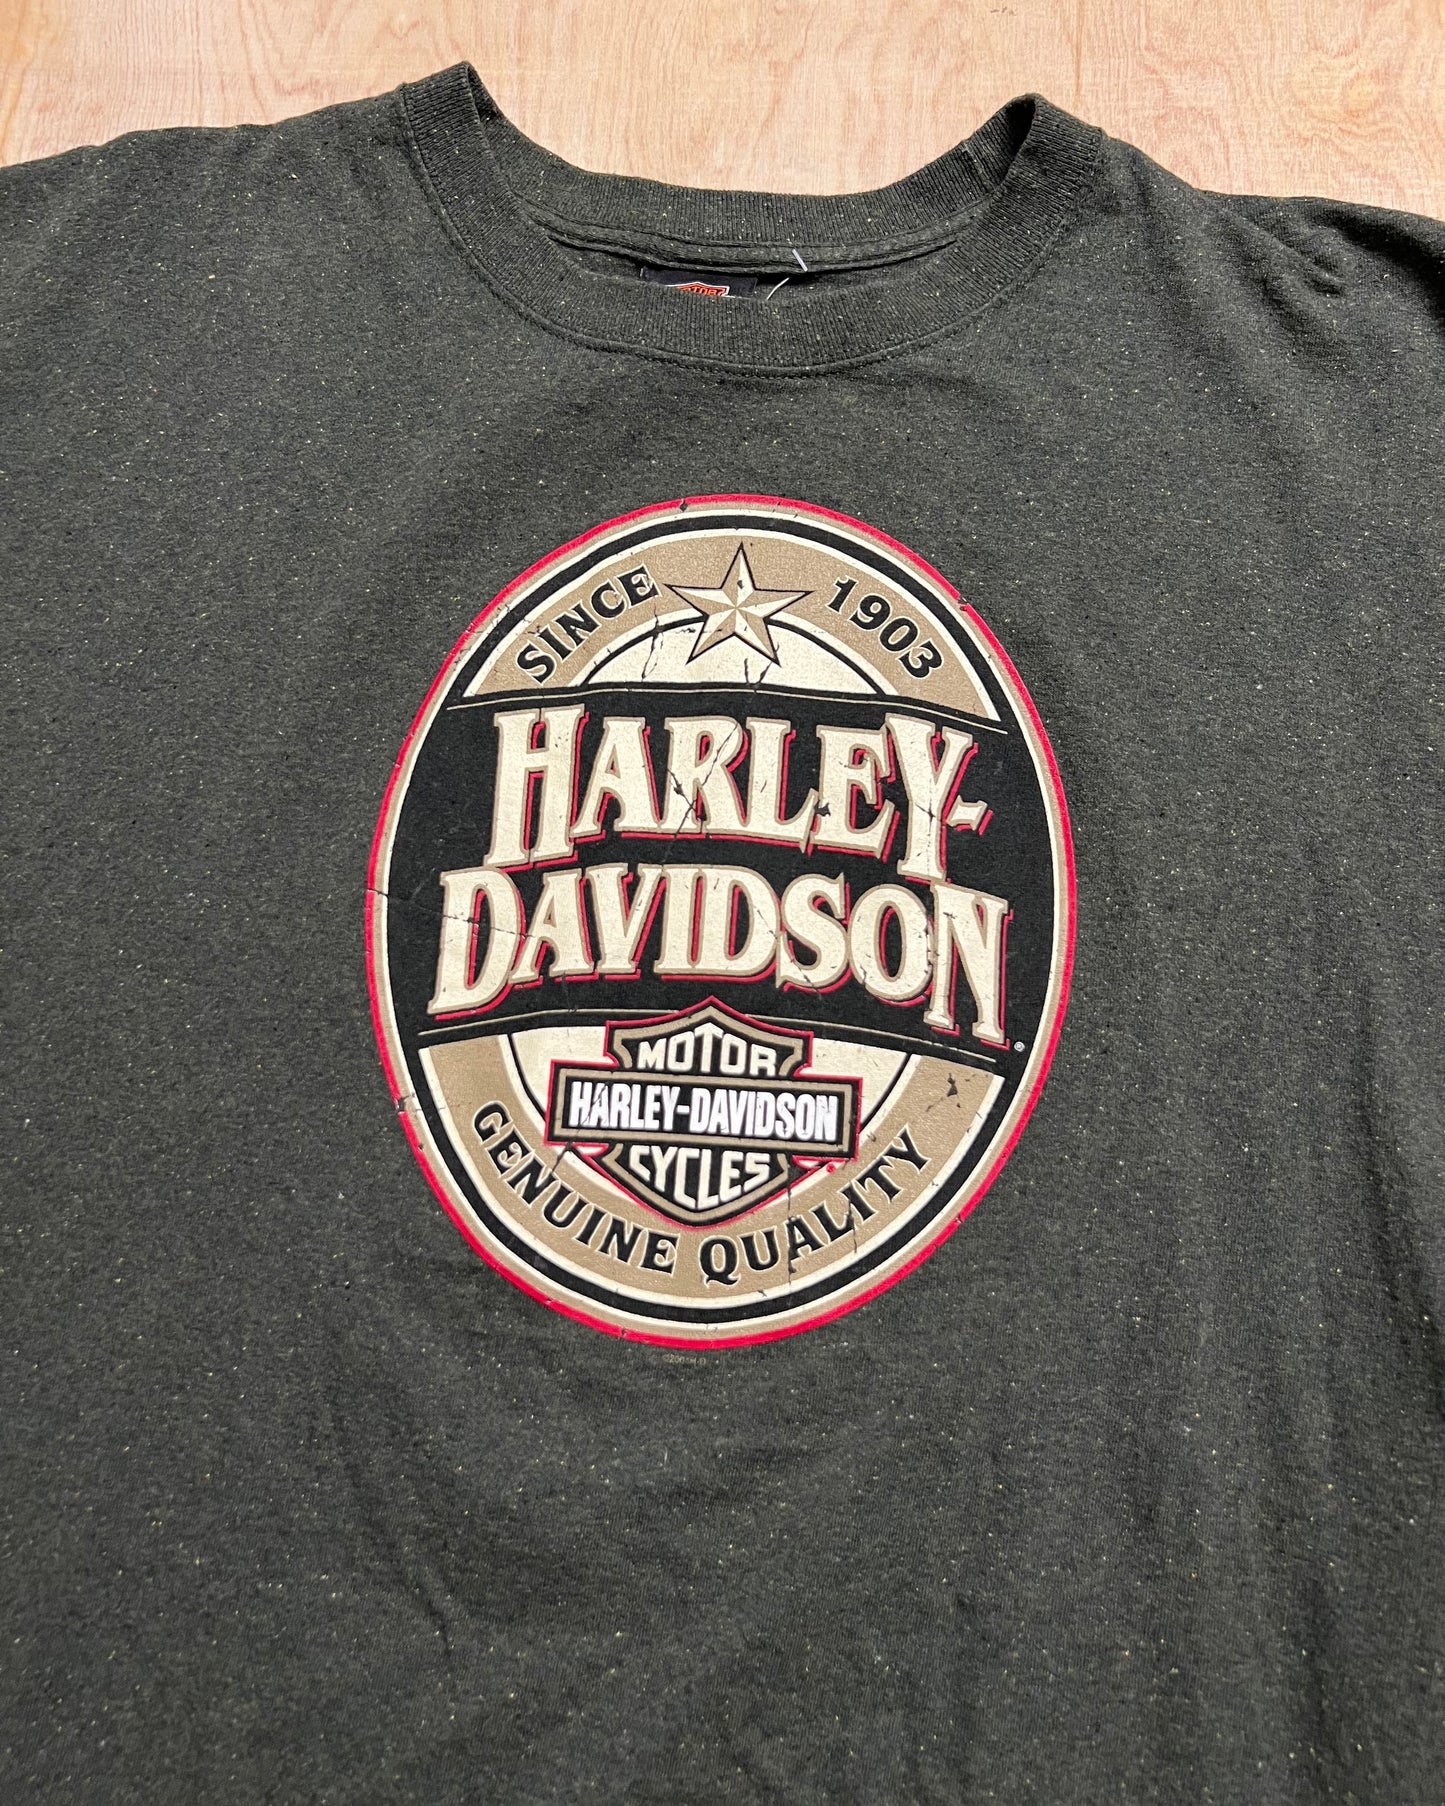 SINCE 1903
HARLEY-
DAVIDSON®
MOTOR
HARLEY-DAVIDSON
CYCLES
GENUINE QUALITY